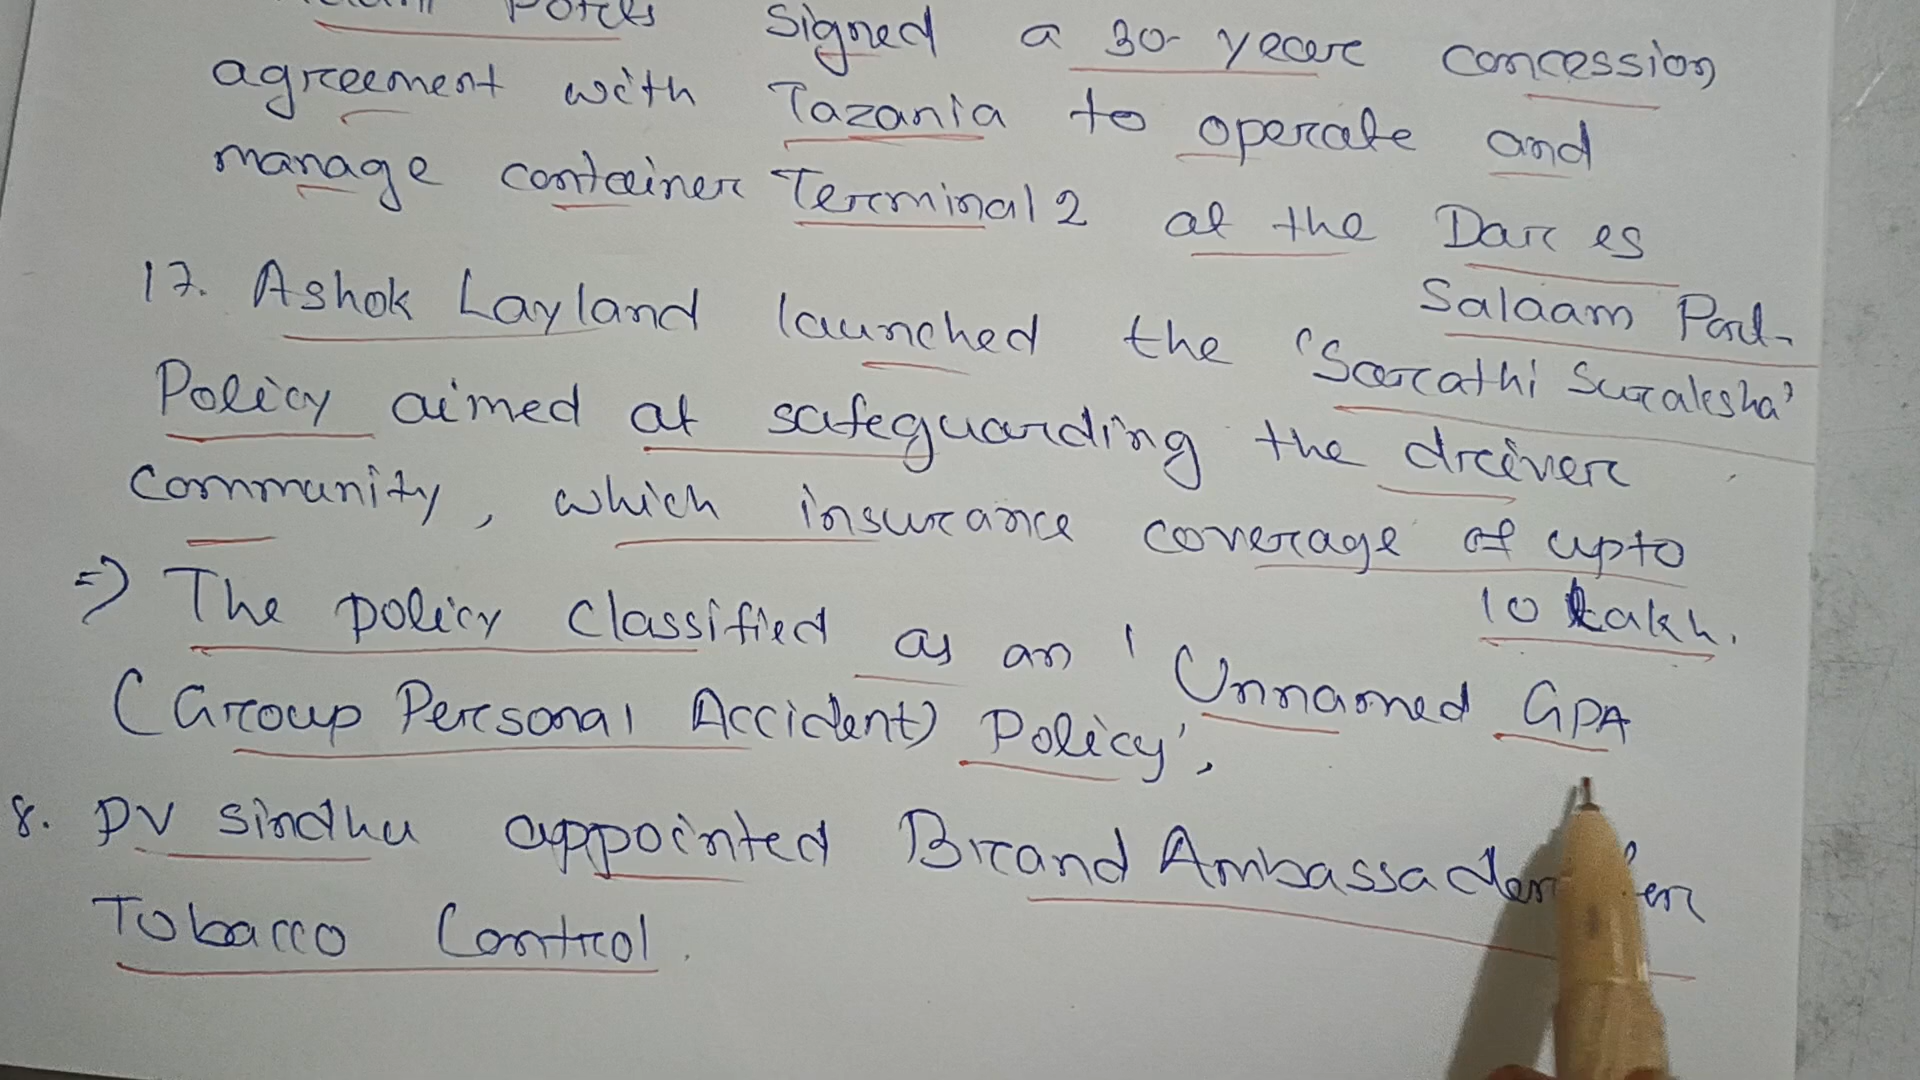 Ports signed a 30-year concession
agreement with Tazania to operate and
manage container Terminal 2 at the Dar es
Salaam Port.
17. Ashok Layland launched the 'Sarathi Suraksha'
Policy aimed at safeguarding the driver
community, which insurance coverage of upto
10 Lakh.
=> The policy classified as an ' Unnamed GPA
(Group Personal Accident) Policy',
8. PV sindhu appointed Brand Ambassader for
Tobacco Control.